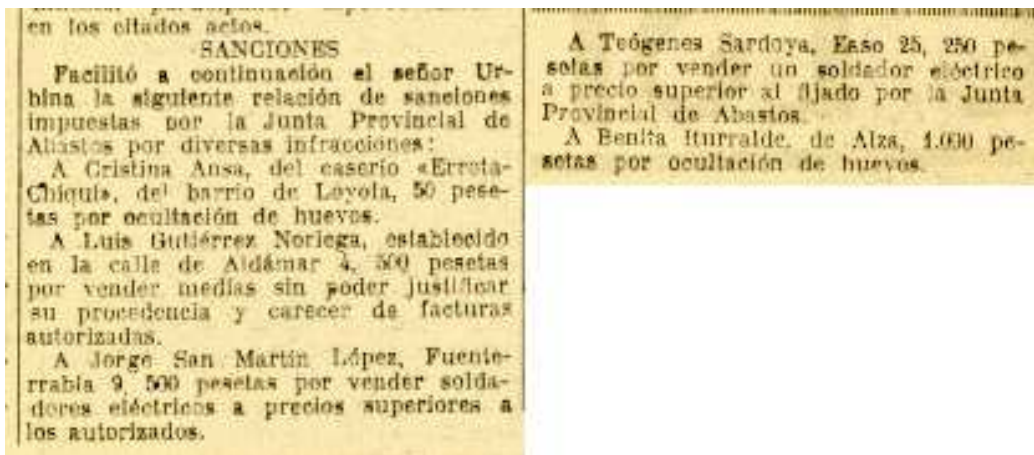 en los citados actos.
SANCIONES
Facilitó a continuación el señor Ur-
bina la siguiente relación de sanciones
impuestas por la Junta Provincial de
Abastos por diversas infracciones:
A Cristina Ansa, del caserío «Errota-
Chiqui», del barrio de Loyola, 50 pese-
tas por ocultación de huevos.
A Luis Gutiérrez Noriega, establecido
en la calle de Aldámar 4, 500 pesetas
por vender medias sin poder justificar
su procedencia y carecer de facturas
autorizadas.
A Jorge San Martín López, Fuente-
rrabía 9, 500 pesetas por vender solda-
dores eléctricos a precios superiores a
los autorizados.
A Teógenes Sardoya, Easo 25, 250 pe-
setas por vender un soldador eléctrico
a precio superior al fijado por la Junta
Provincial de Abastos.
A Benita Iturralde, de Alza, 1.000 pe-
setas por ocultación de huevos.